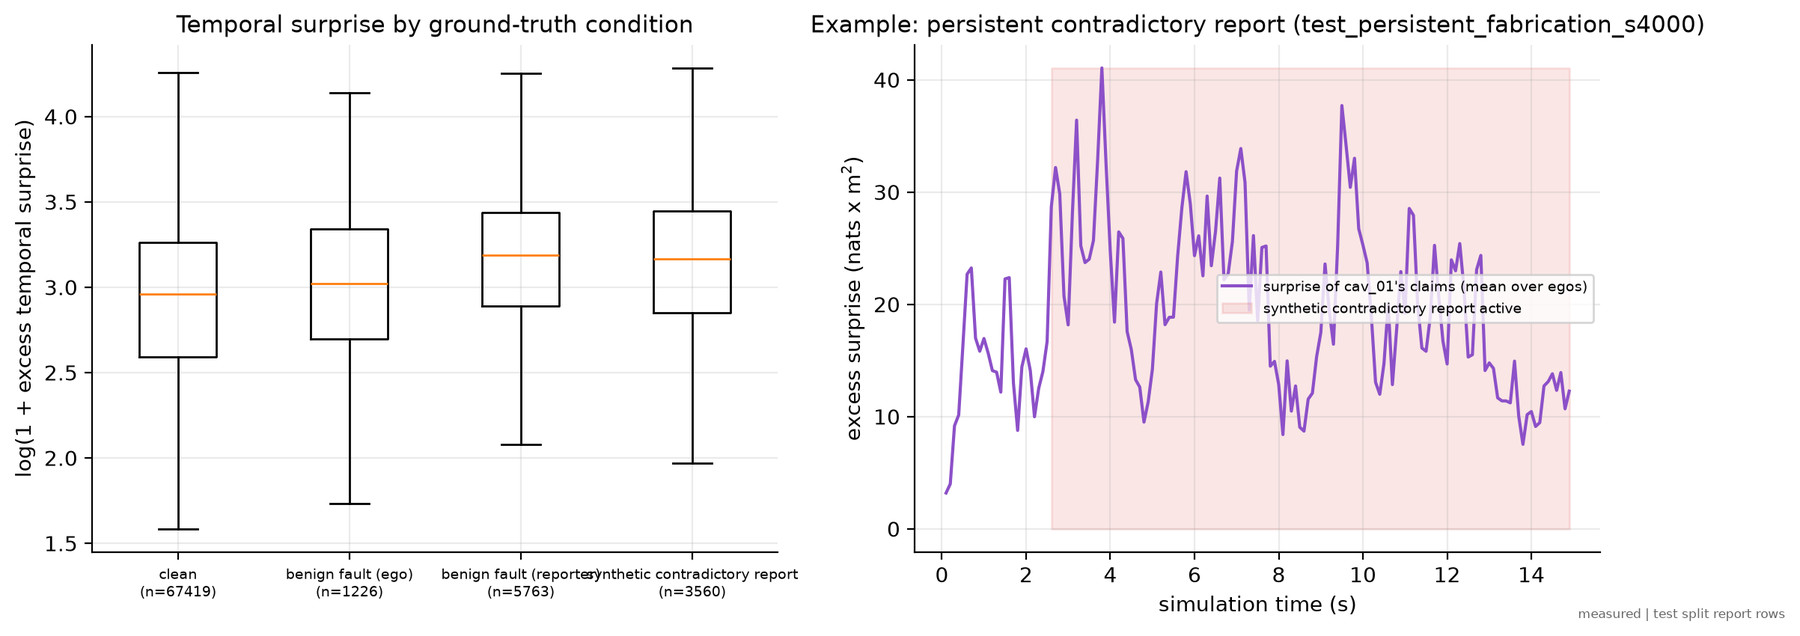 Temporal surprise by ground-truth condition
log(1 + excess temporal surprise)
4.0
3.5
3.0
2.5
2.0
1.5
clean
(n=67419)
benign fault (ego)
(n=1226)
benign fault (reporter)
(n=5763)
synthetic contradictory report
(n=3560)
Example: persistent contradictory report (test_persistent_fabrication_s4000)
excess surprise (nats x m²)
40
30
20
10
0
surprise of cav_01's claims (mean over egos)
synthetic contradictory report active
0 2 4 6 8 10 12 14
simulation time (s)
measured | test split report rows